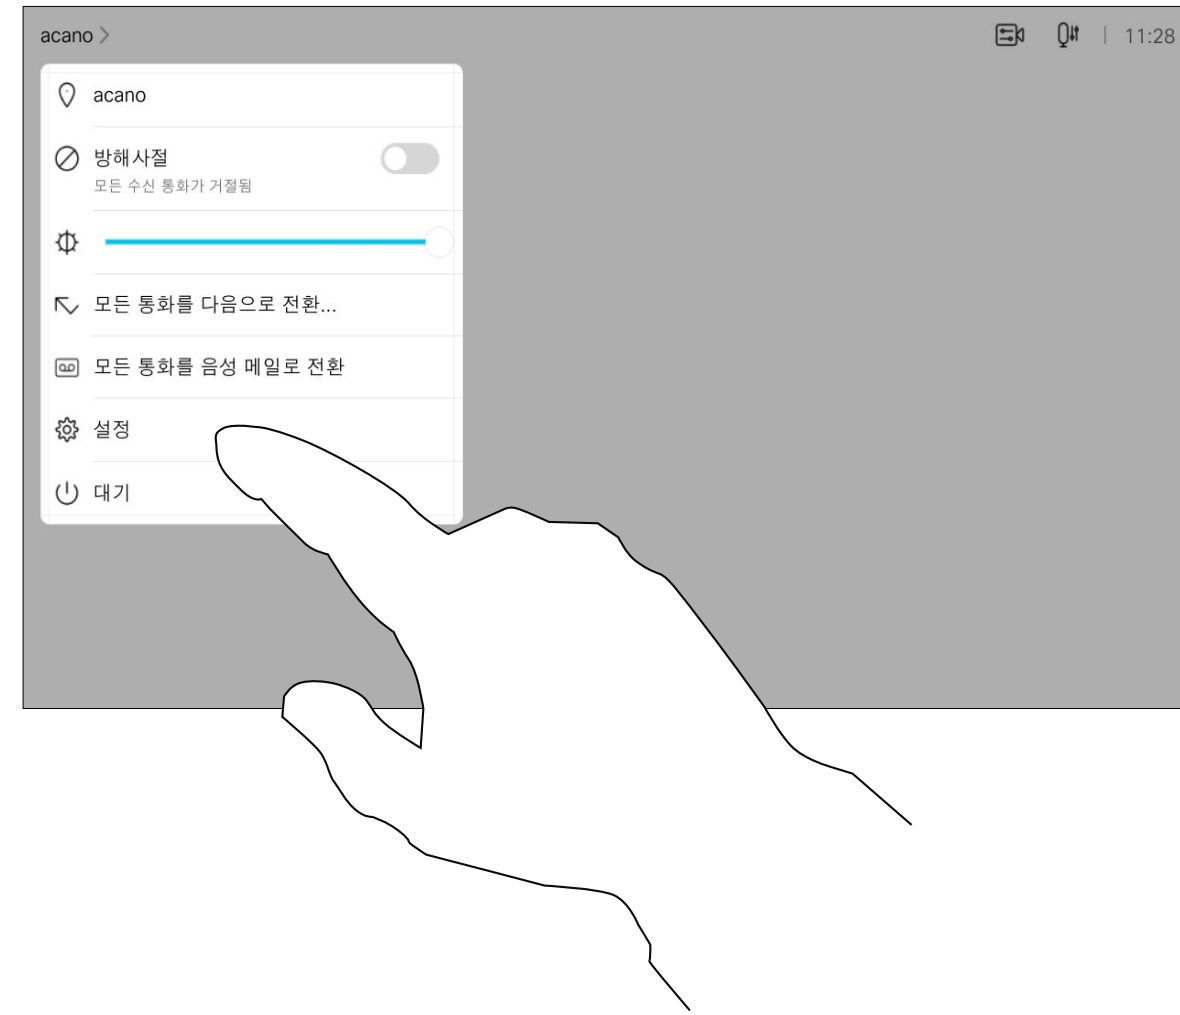 acano
11:28
acano
방해사절
모든 수신 통화가 거절됨
모든 통화를 다음으로 전환...
모든 통화를 음성 메일로 전환
설정
대기